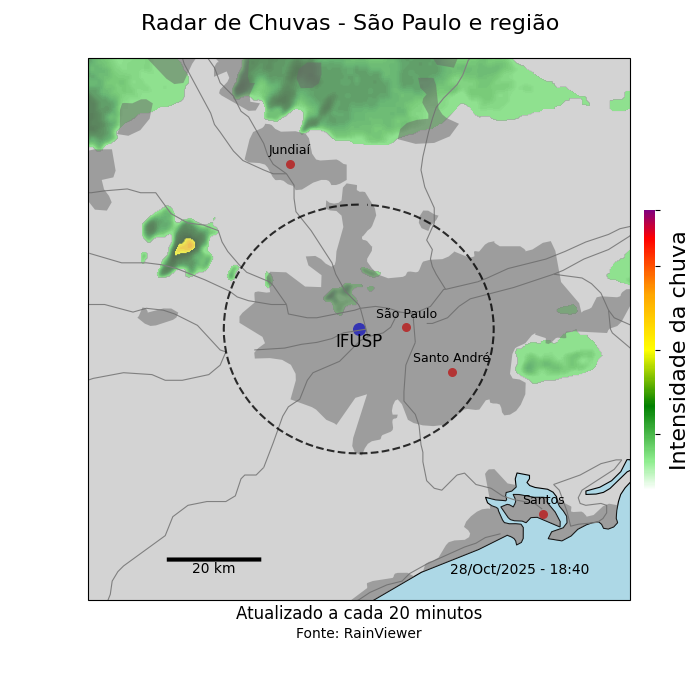 Radar de Chuvas - São Paulo e região
Jundiaí
São Paulo
IFUSP
Santo André
Santos
20 km
28/Oct/2025 - 18:40
Intensidade da chuva
Atualizado a cada 20 minutos
Fonte: RainViewer